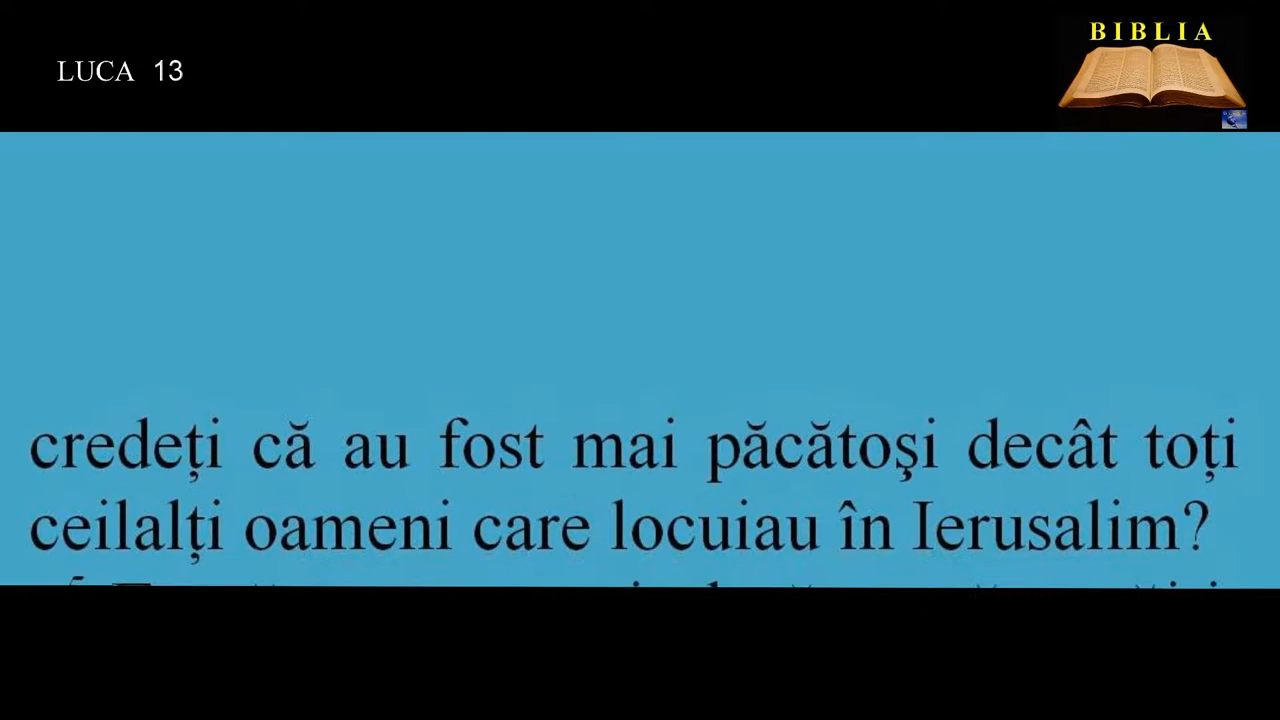 BIBLIA
LUCA 13
credeți că au fost mai păcătoşi decât toți
ceilalți oameni care locuiau în Ierusalim?